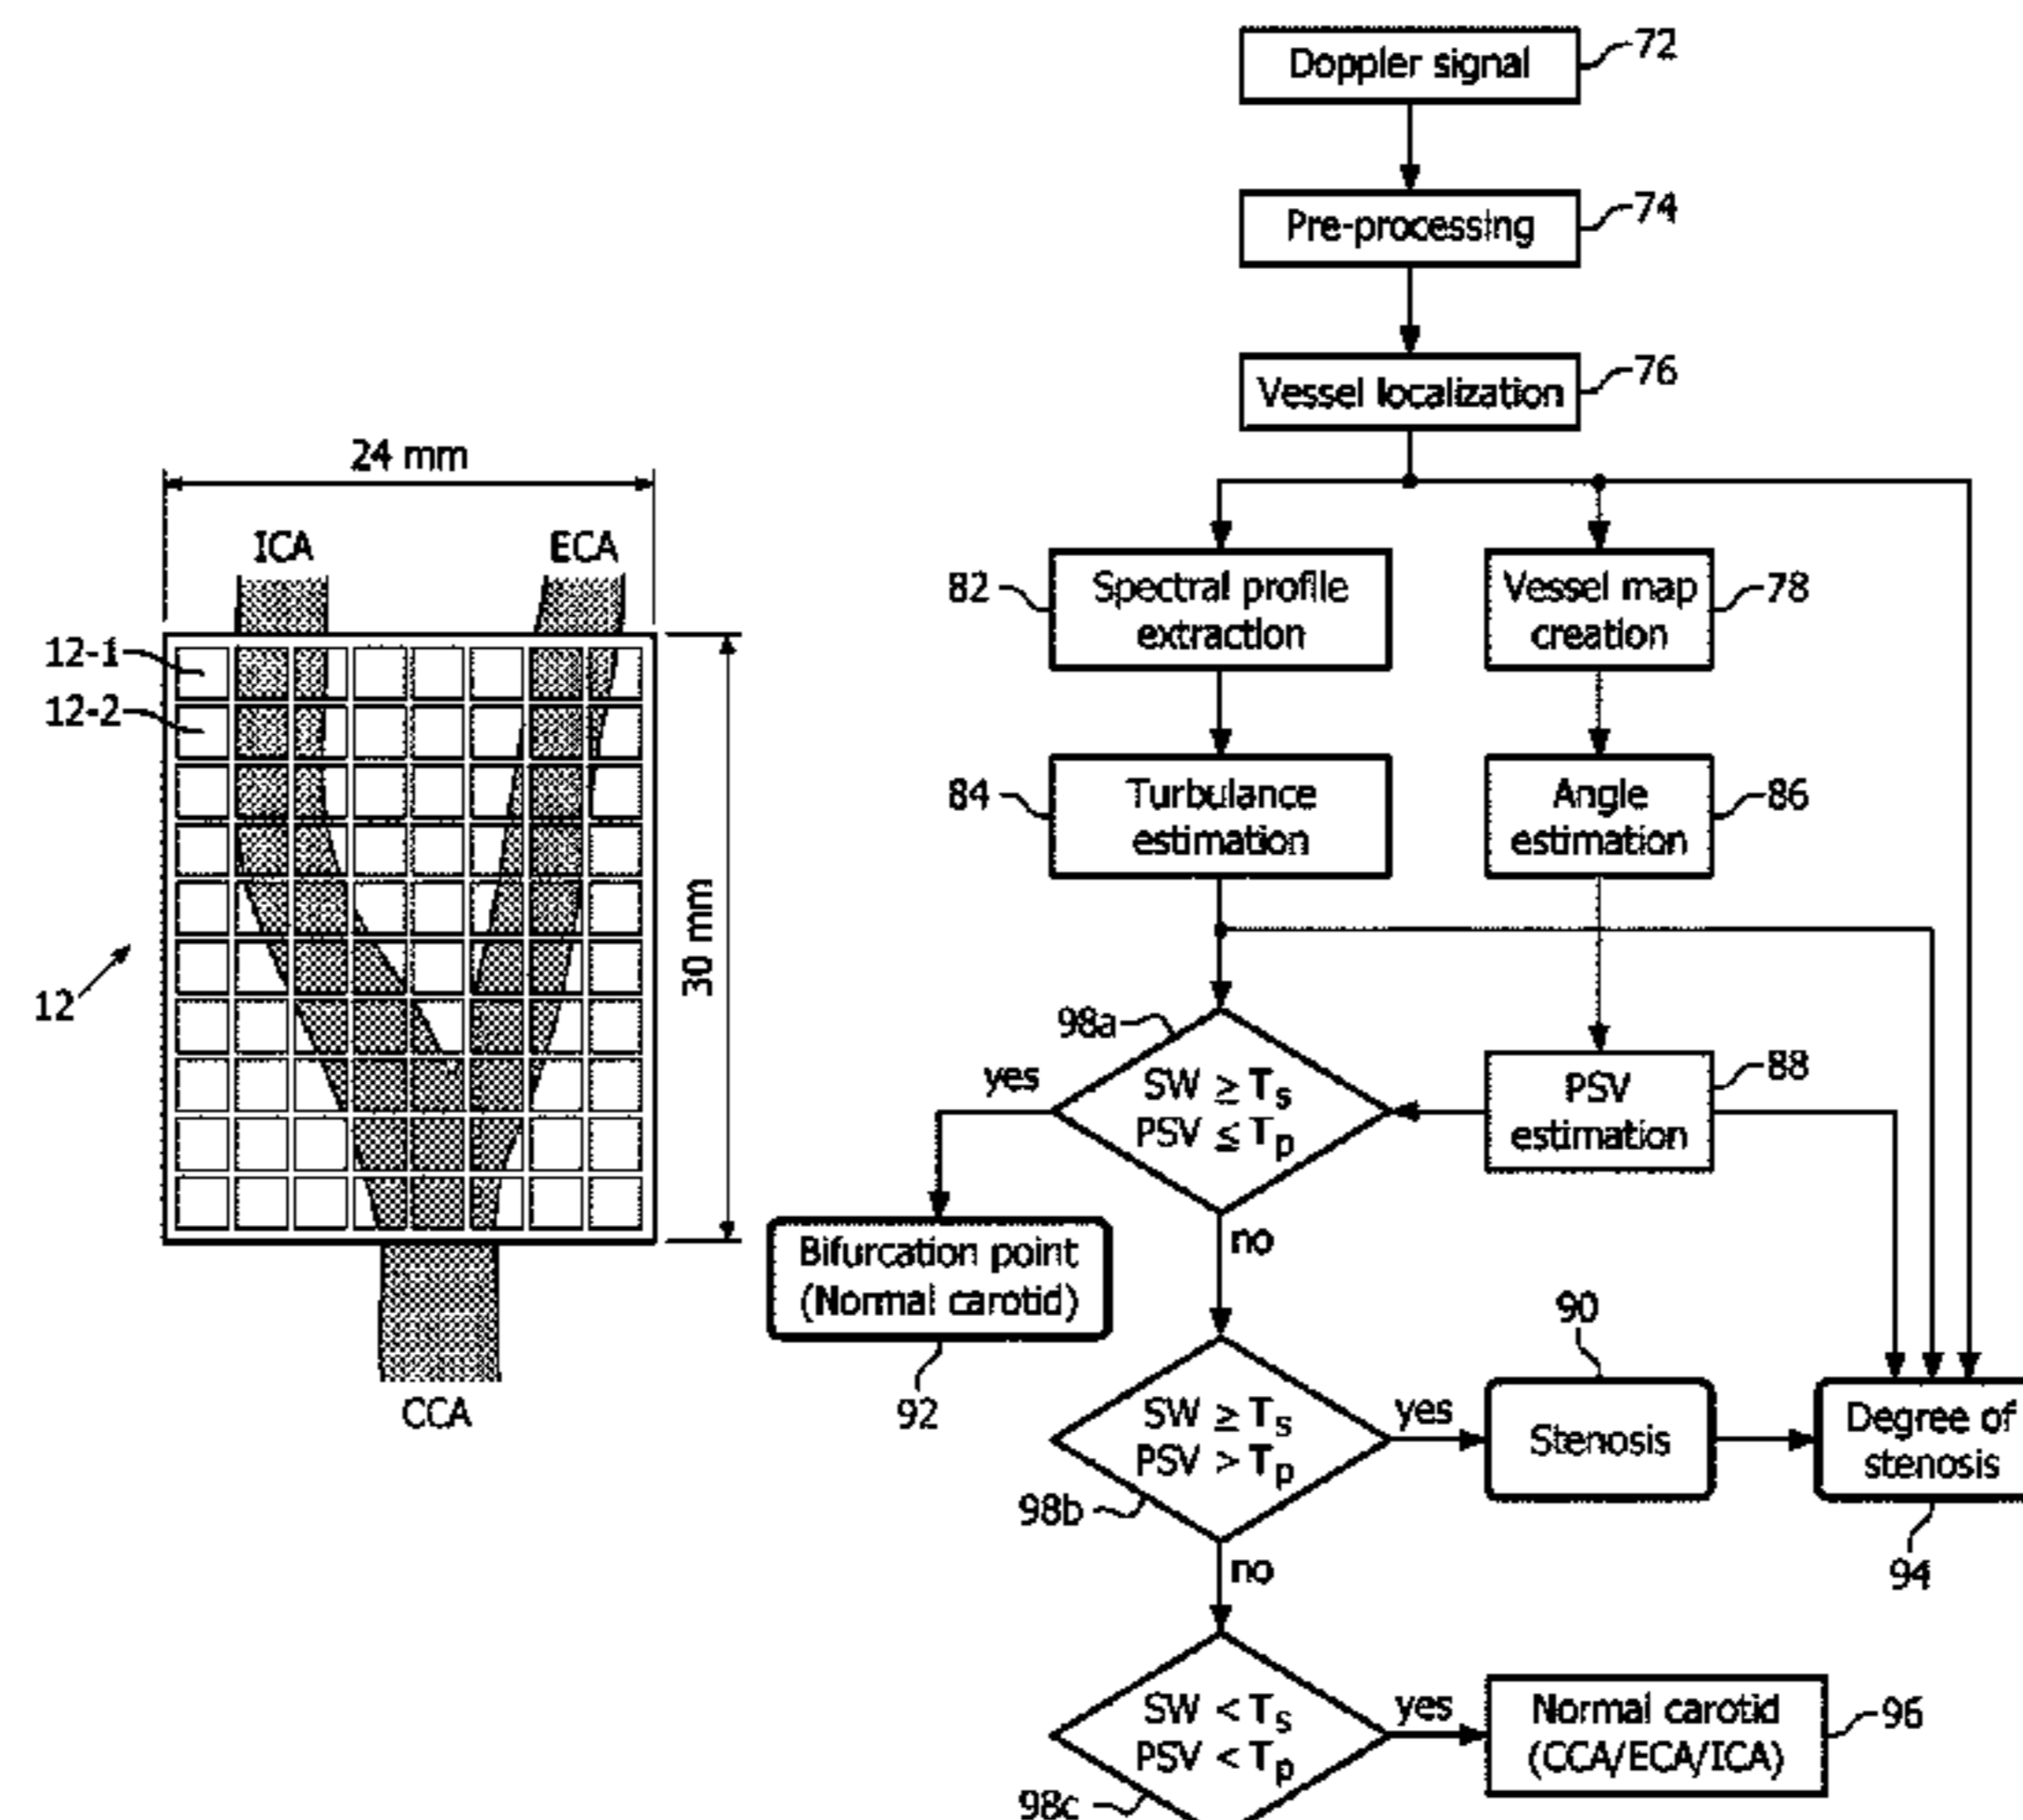 24 mm
ICA
ECA
12-1
12-2
30 mm
12
CCA
Doppler signal
72
Pre-processing
74
Vessel localization
76
82
Spectral profile
extraction
Vessel map
creation
78
84
Turbulance
estimation
Angle
estimation
86
98a
yes
SW ≥ Ts
PSV ≤ Tp
PSV
estimation
88
no
Bifurcation point
(Normal carotid)
92
90
SW ≥ Ts
PSV > Tp
yes
Stenosis
Degree of
stenosis
98b
94
no
SW < Ts
PSV < Tp
yes
Normal carotid
(CCA/ECA/ICA)
96
98c